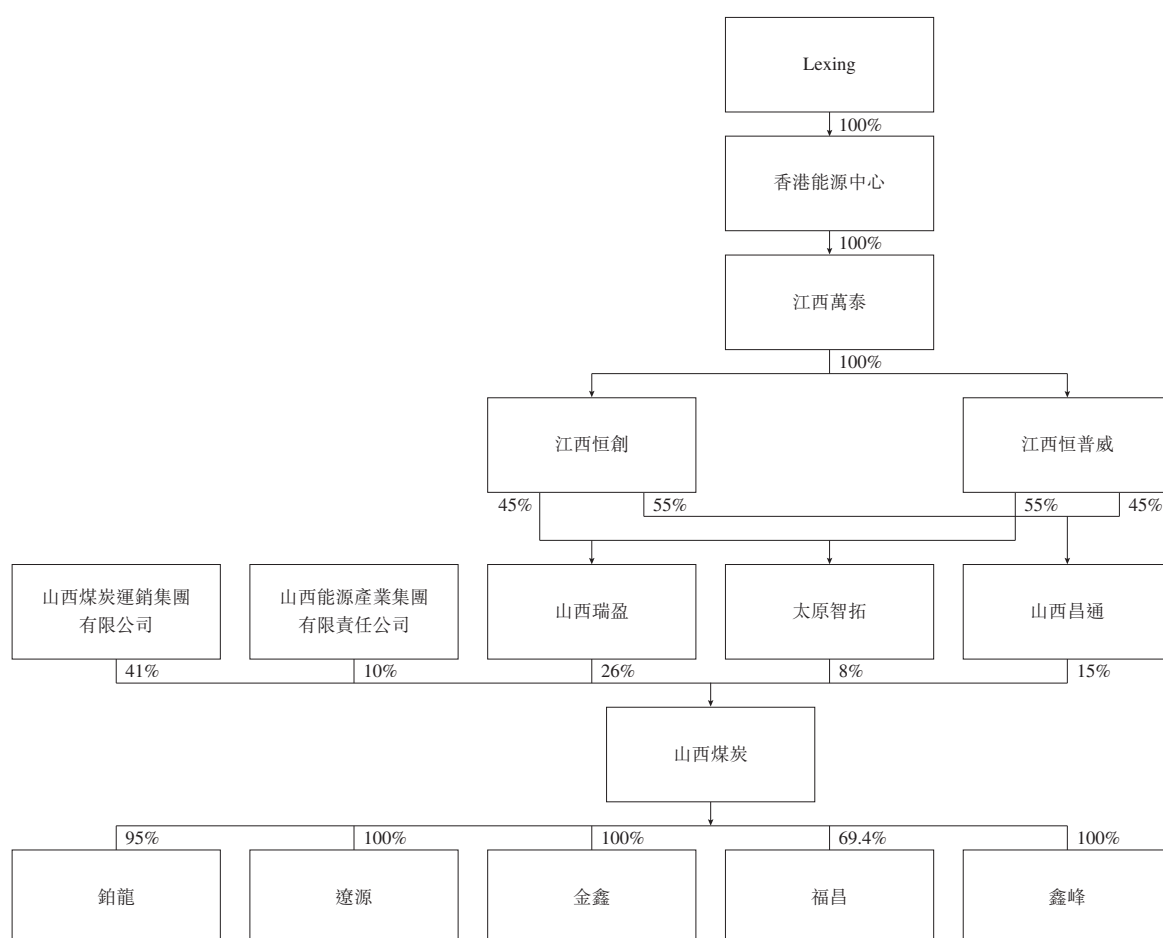 Lexing
100%
香港能源中心
100%
江西萬泰
100%
江西恒創
江西恒普威
45%
55%
55%
45%
山西煤炭運銷集團
有限公司
山西能源產業集團
有限責任公司
山西瑞盈
太原智拓
山西昌通
41%
10%
26%
8%
15%
山西煤炭
95%
100%
100%
69.4%
100%
鉑龍
遼源
金鑫
福昌
鑫峰